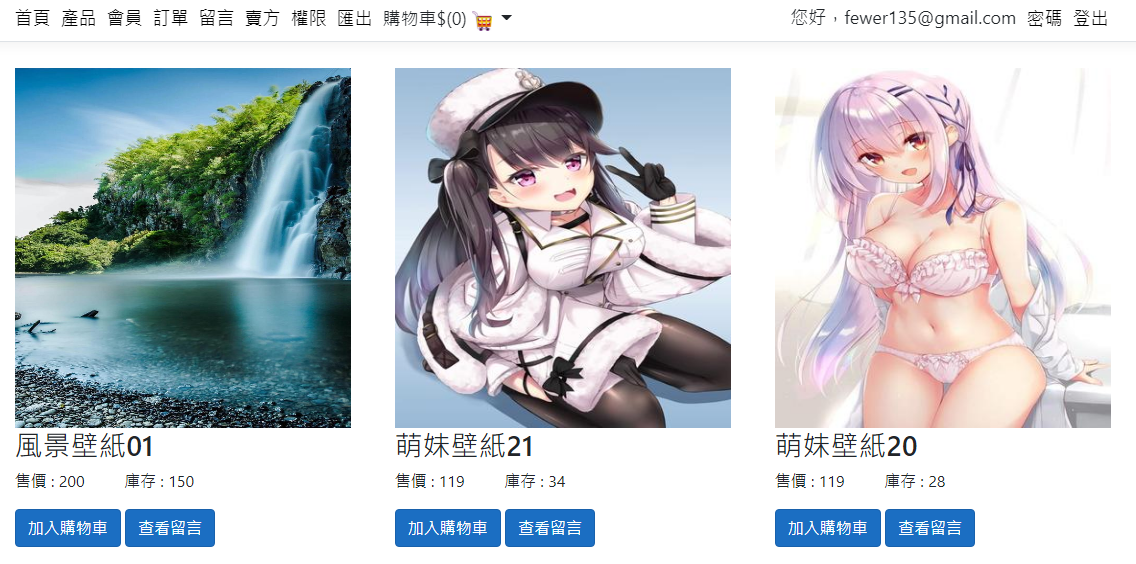 首頁 產品 會員 訂單 留言 賣方 權限 匯出 購物車$(0) 您好，fewer135@gmail.com 密碼 登出
風景壁紙01 萌妹壁紙21 萌妹壁紙20
售價 : 200 庫存 : 150 售價 : 119 庫存 : 34 售價 : 119 庫存 : 28
加入購物車 查看留言 加入購物車 查看留言 加入購物車 查看留言